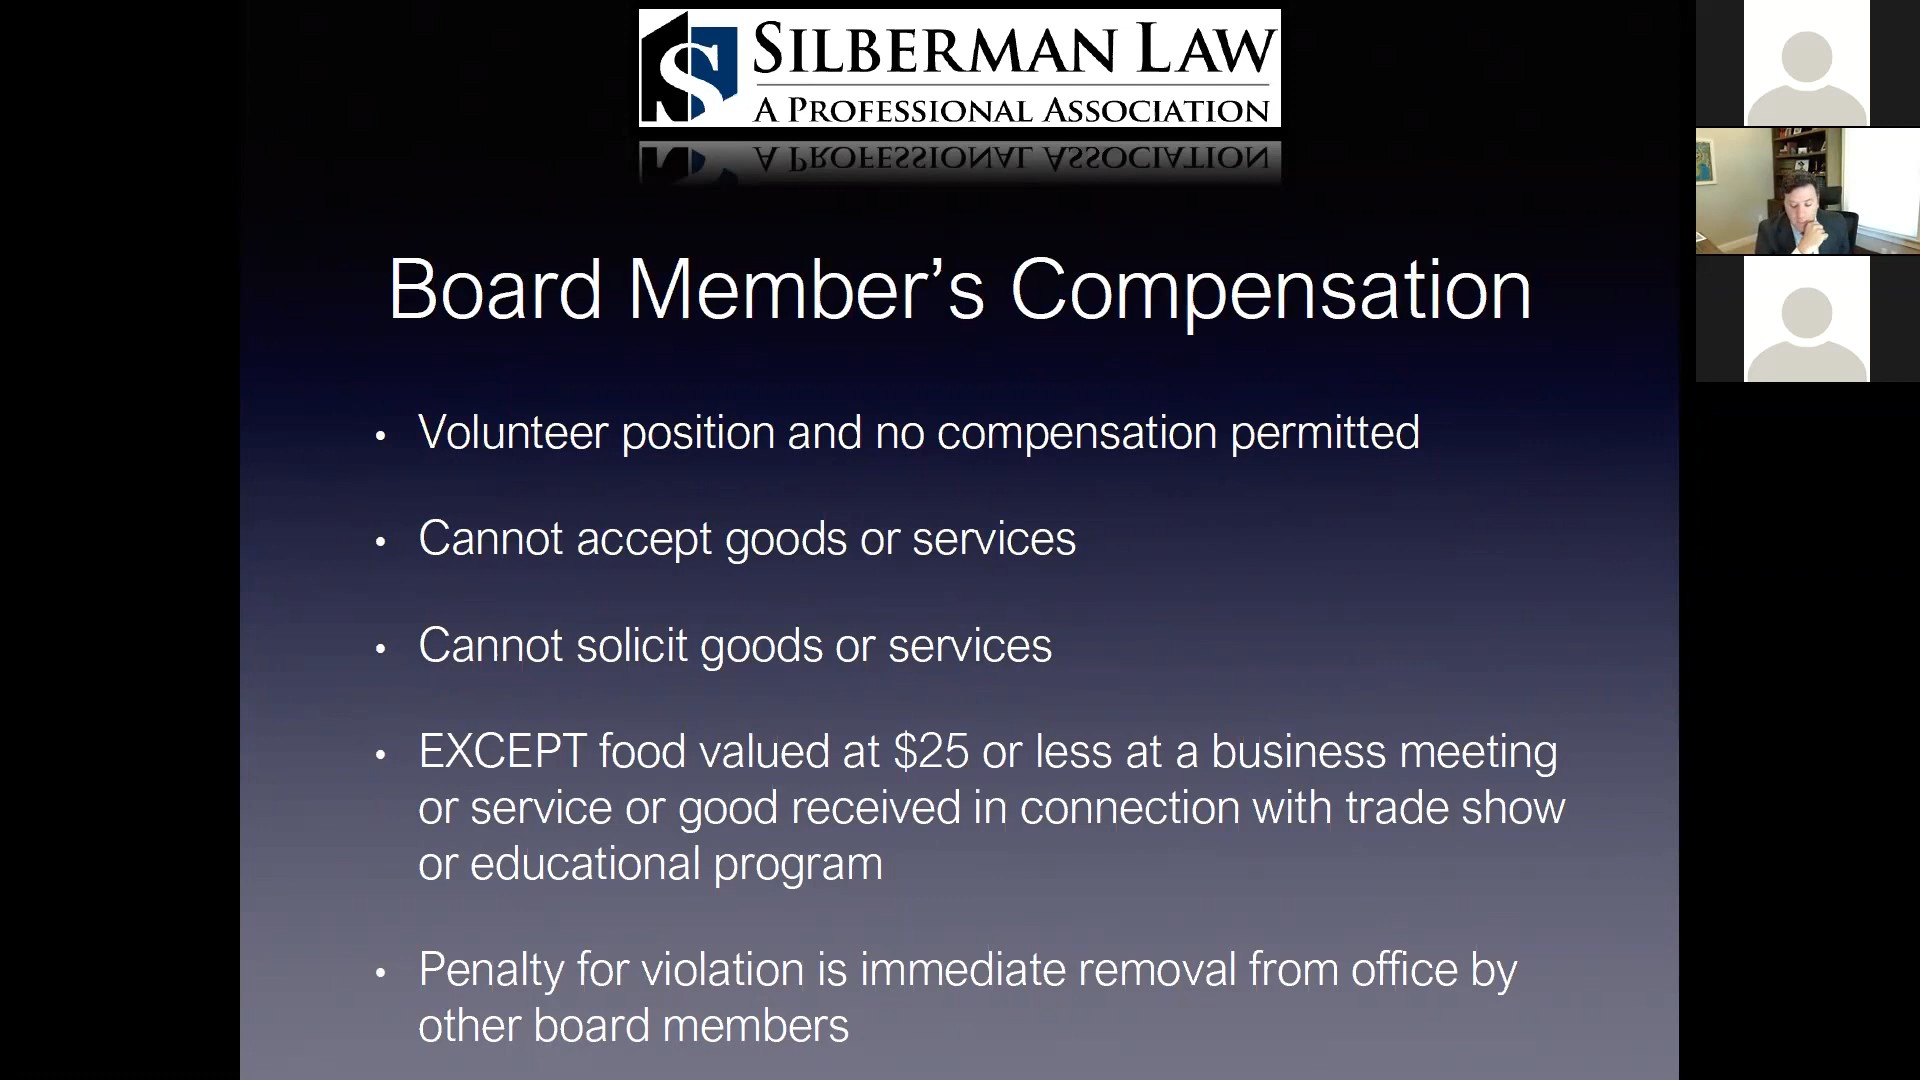 SILBERMAN LAW
A PROFESSIONAL ASSOCIATION
Board Member’s Compensation
• Volunteer position and no compensation permitted
• Cannot accept goods or services
• Cannot solicit goods or services
• EXCEPT food valued at $25 or less at a business meeting
or service or good received in connection with trade show
or educational program
• Penalty for violation is immediate removal from office by
other board members